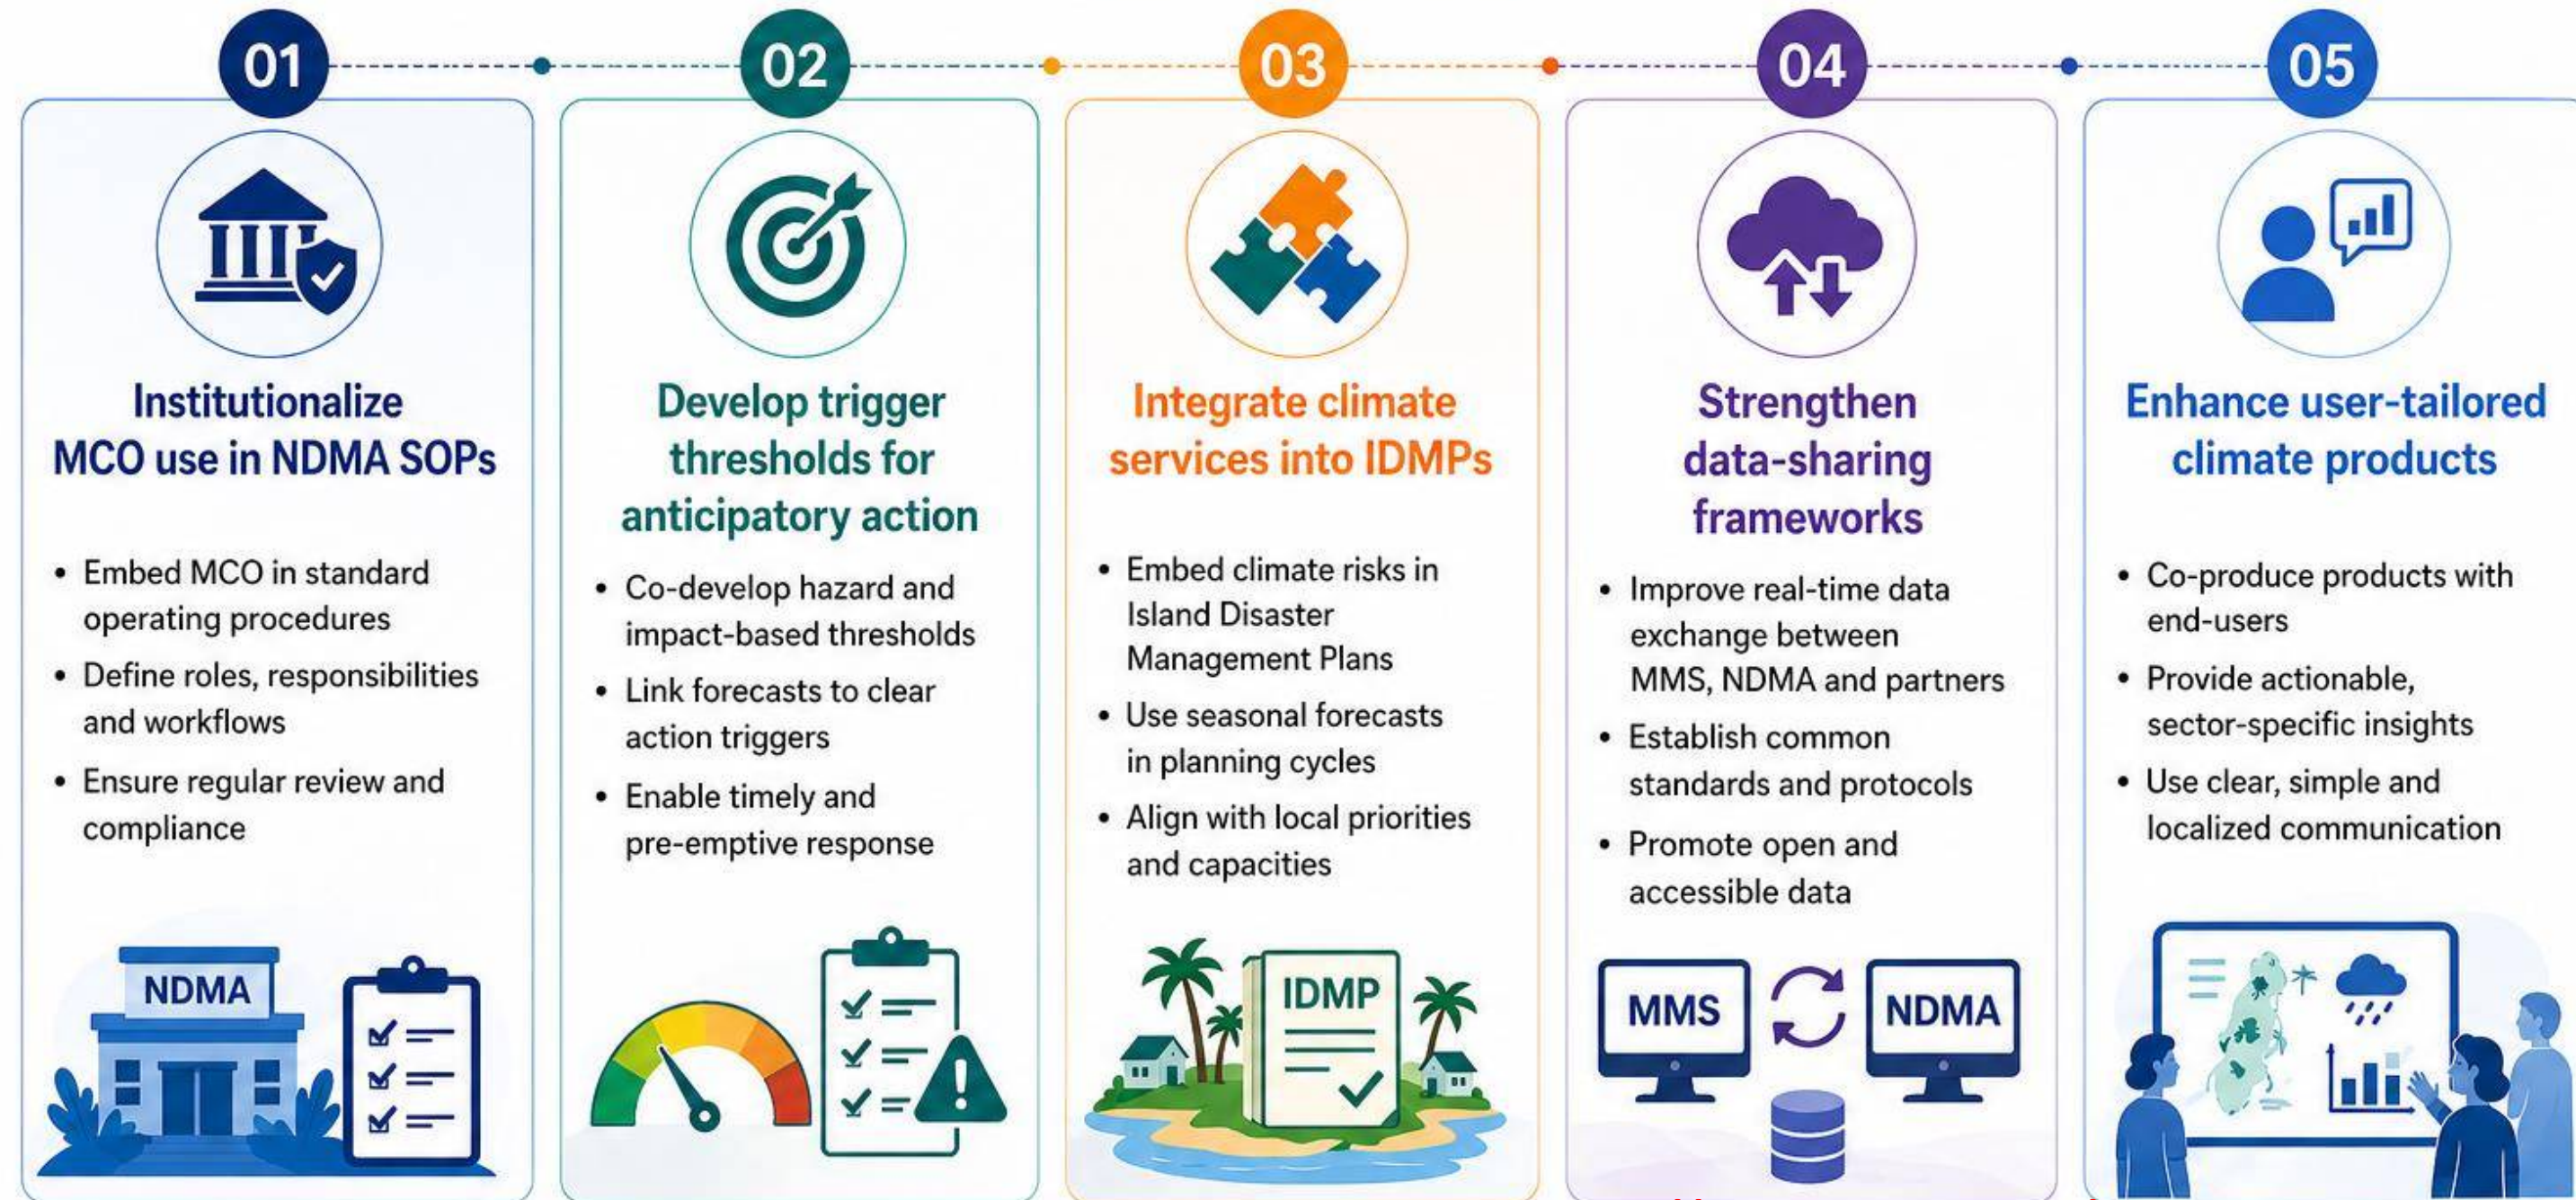 01
Institutionalize
MCO use in NDMA SOPs
• Embed MCO in standard
operating procedures
• Define roles, responsibilities
and workflows
• Ensure regular review and
compliance
NDMA
02
Develop trigger
thresholds for
anticipatory action
• Co-develop hazard and
impact-based thresholds
• Link forecasts to clear
action triggers
• Enable timely and
pre-emptive response
03
Integrate climate
services into IDMPs
• Embed climate risks in
Island Disaster
Management Plans
• Use seasonal forecasts
in planning cycles
• Align with local priorities
and capacities
IDMP
04
Strengthen
data-sharing
frameworks
• Improve real-time data
exchange between
MMS, NDMA and partners
• Establish common
standards and protocols
• Promote open and
accessible data
MMS
NDMA
05
Enhance user-tailored
climate products
• Co-produce products with
end-users
• Provide actionable,
sector-specific insights
• Use clear, simple and
localized communication